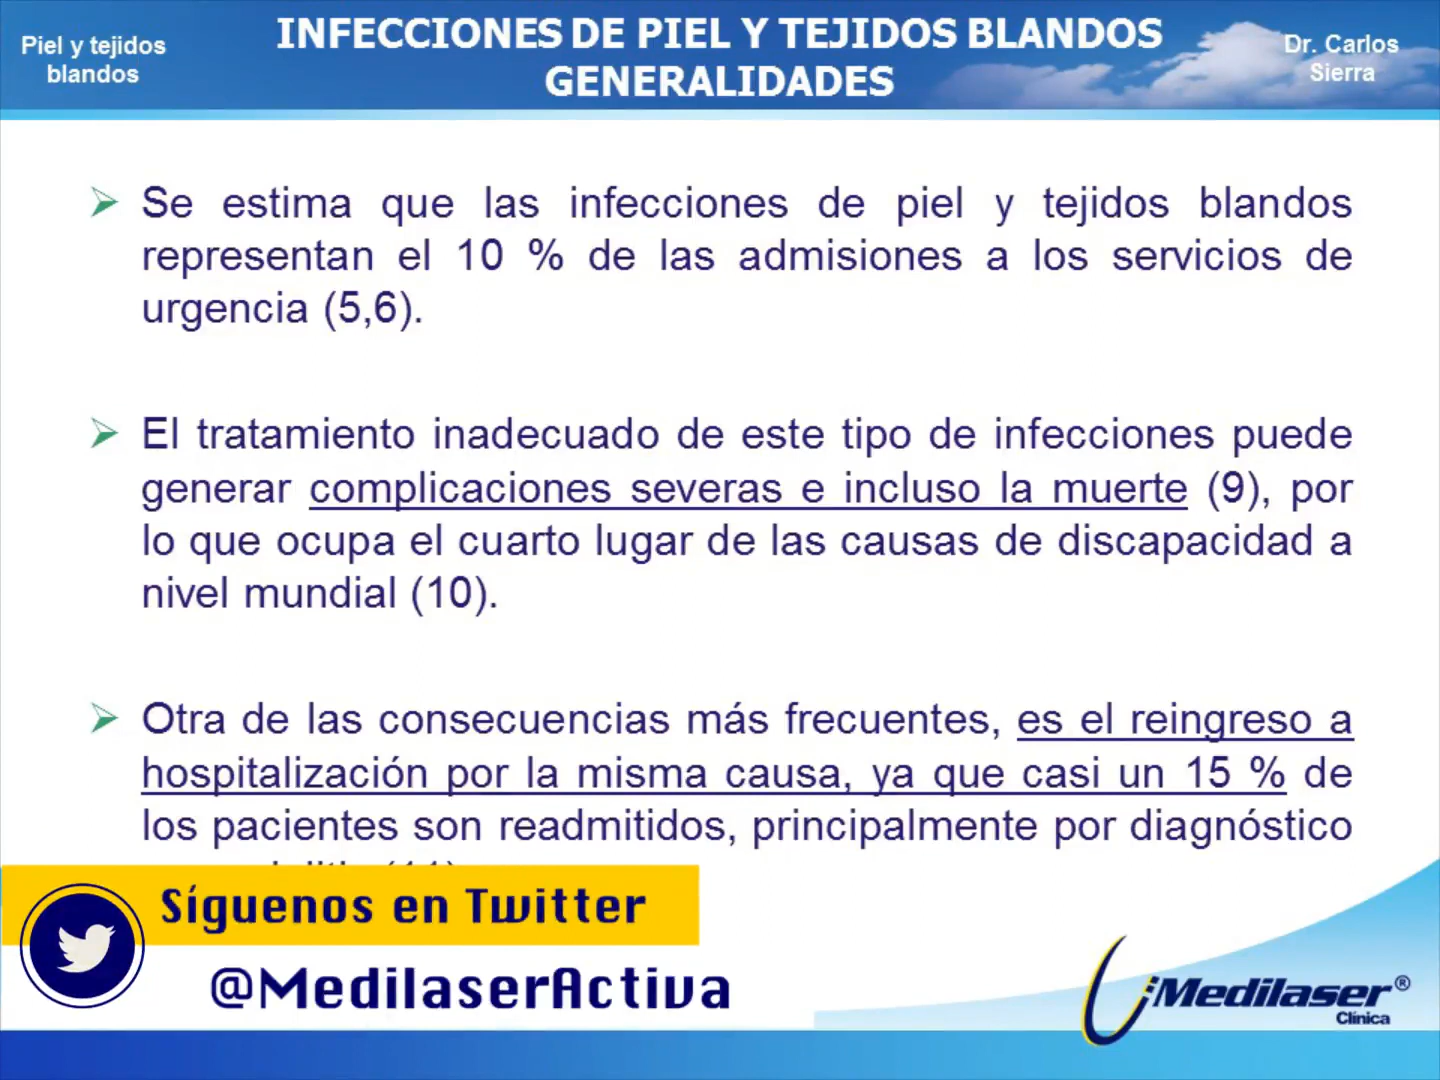 Piel y tejidos
blandos
INFECCIONES DE PIEL Y TEJIDOS BLANDOS
GENERALIDADES
Dr. Carlos
Sierra
Se estima que las infecciones de piel y tejidos blandos
representan el 10 % de las admisiones a los servicios de
urgencia (5,6).
El tratamiento inadecuado de este tipo de infecciones puede
generar complicaciones severas e incluso la muerte (9), por
lo que ocupa el cuarto lugar de las causas de discapacidad a
nivel mundial (10).
Otra de las consecuencias más frecuentes, es el reingreso a
hospitalización por la misma causa, ya que casi un 15 % de
los pacientes son readmitidos, principalmente por diagnóstico
Síguenos en Twitter
@MedilaserActiva
Medilaser®
Clínica